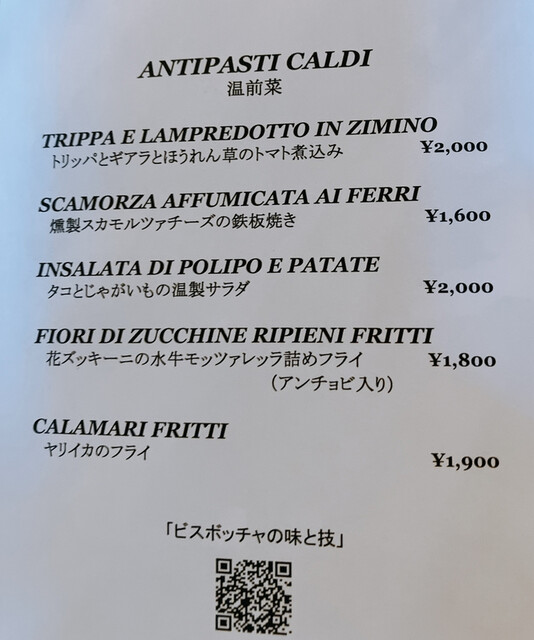 ANTIPASTI CALDI
温前菜
TRIPPA E LAMPREDOTTO IN ZIMINO
トリッパとギアラとほうれん草のトマト煮込み ¥2,000
SCAMORZA AFFUMICATA AI FERRI
燻製スカモルツァチーズの鉄板焼き ¥1,600
INSALATA DI POLIPO E PATATE
タコとじゃがいもの温製サラダ ¥2,000
FIORI DI ZUCCHINE RIPIENI FRITTI
花ズッキーニの水牛モッツァレッラ詰めフライ ¥1,800
（アンチョビ入り）
CALAMARI FRITTI
ヤリイカのフライ ¥1,900
「ビスボッチャの味と技」